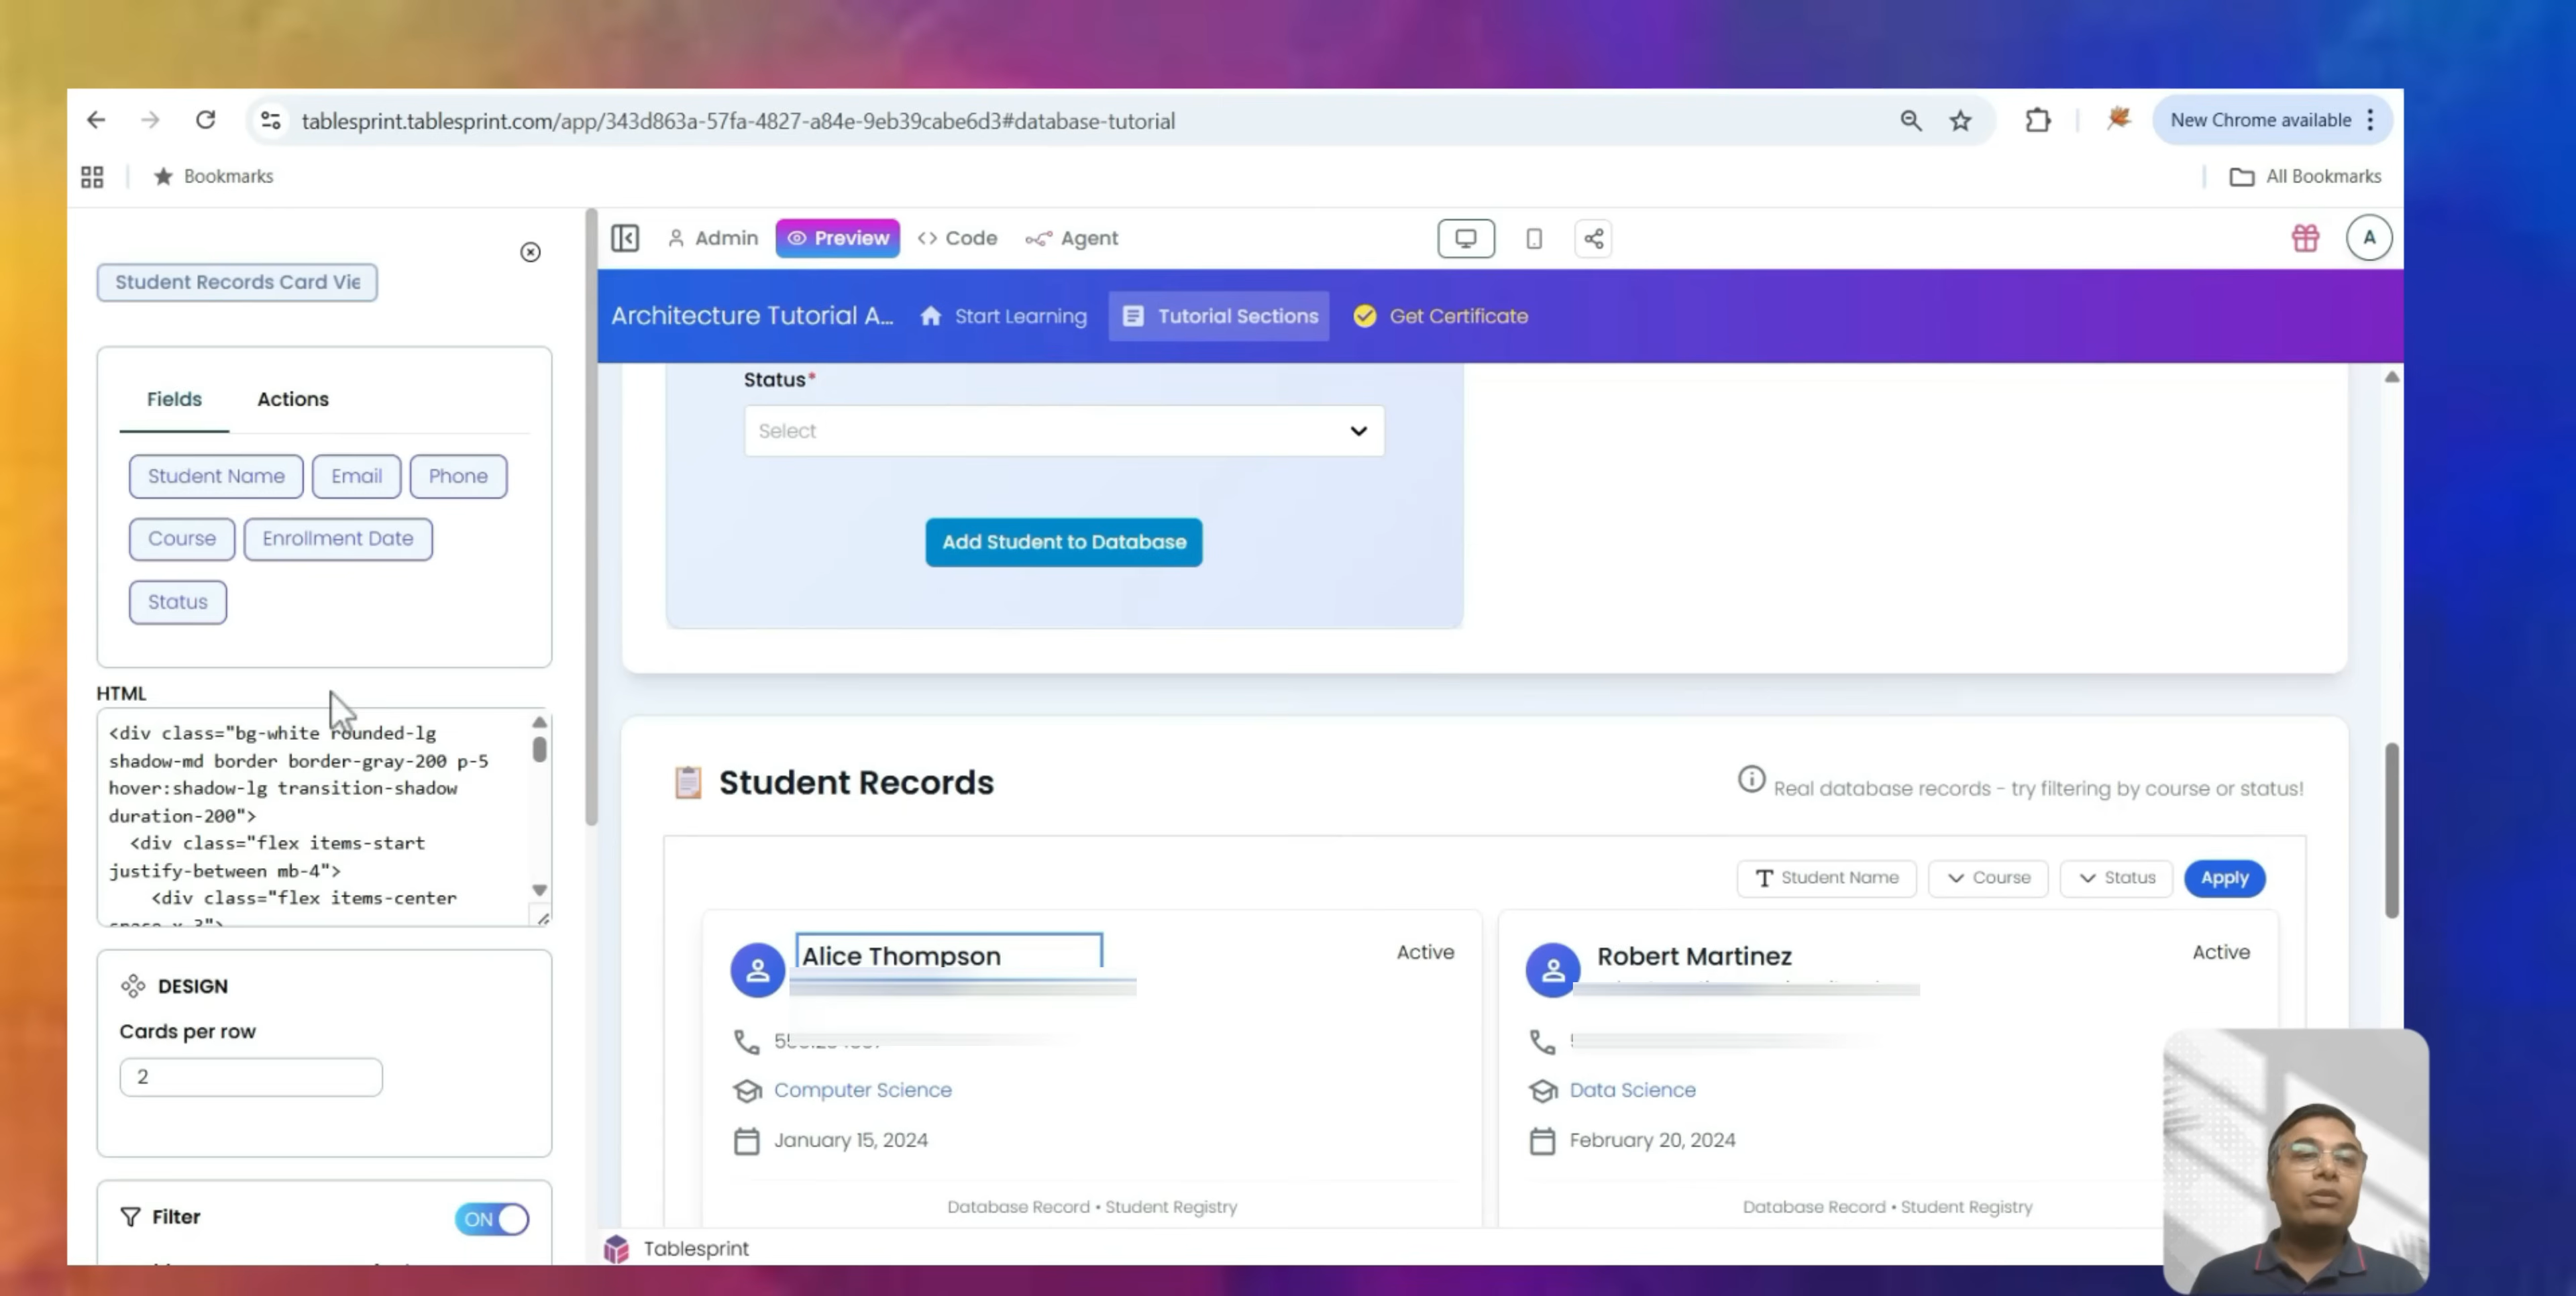 tablesprint.tablesprint.com/app/343d863a-57fa-4827-a84e-9eb39cabe6d3#database-tutorial
New Chrome available
Bookmarks
All Bookmarks
Student Records Card Vie
Fields Actions
Student Name Email Phone
Course Enrollment Date
Status
HTML
<div class="bg-white rounded-lg
shadow-md border border-gray-200 p-5
hover:shadow-lg transition-shadow
duration-200">
<div class="flex items-start
justify-between mb-4">
<div class="flex items-center
space-x-3">
DESIGN
Cards per row
2
Filter
ON
Admin Preview Code Agent
A
Architecture Tutorial A... Start Learning Tutorial Sections Get Certificate
Status*
Select
Add Student to Database
Student Records
Real database records - try filtering by course or status!
T Student Name Course Status Apply
Alice Thompson
Active
Computer Science
January 15, 2024
Database Record • Student Registry
Robert Martinez
Active
Data Science
February 20, 2024
Database Record • Student Registry
Tablesprint